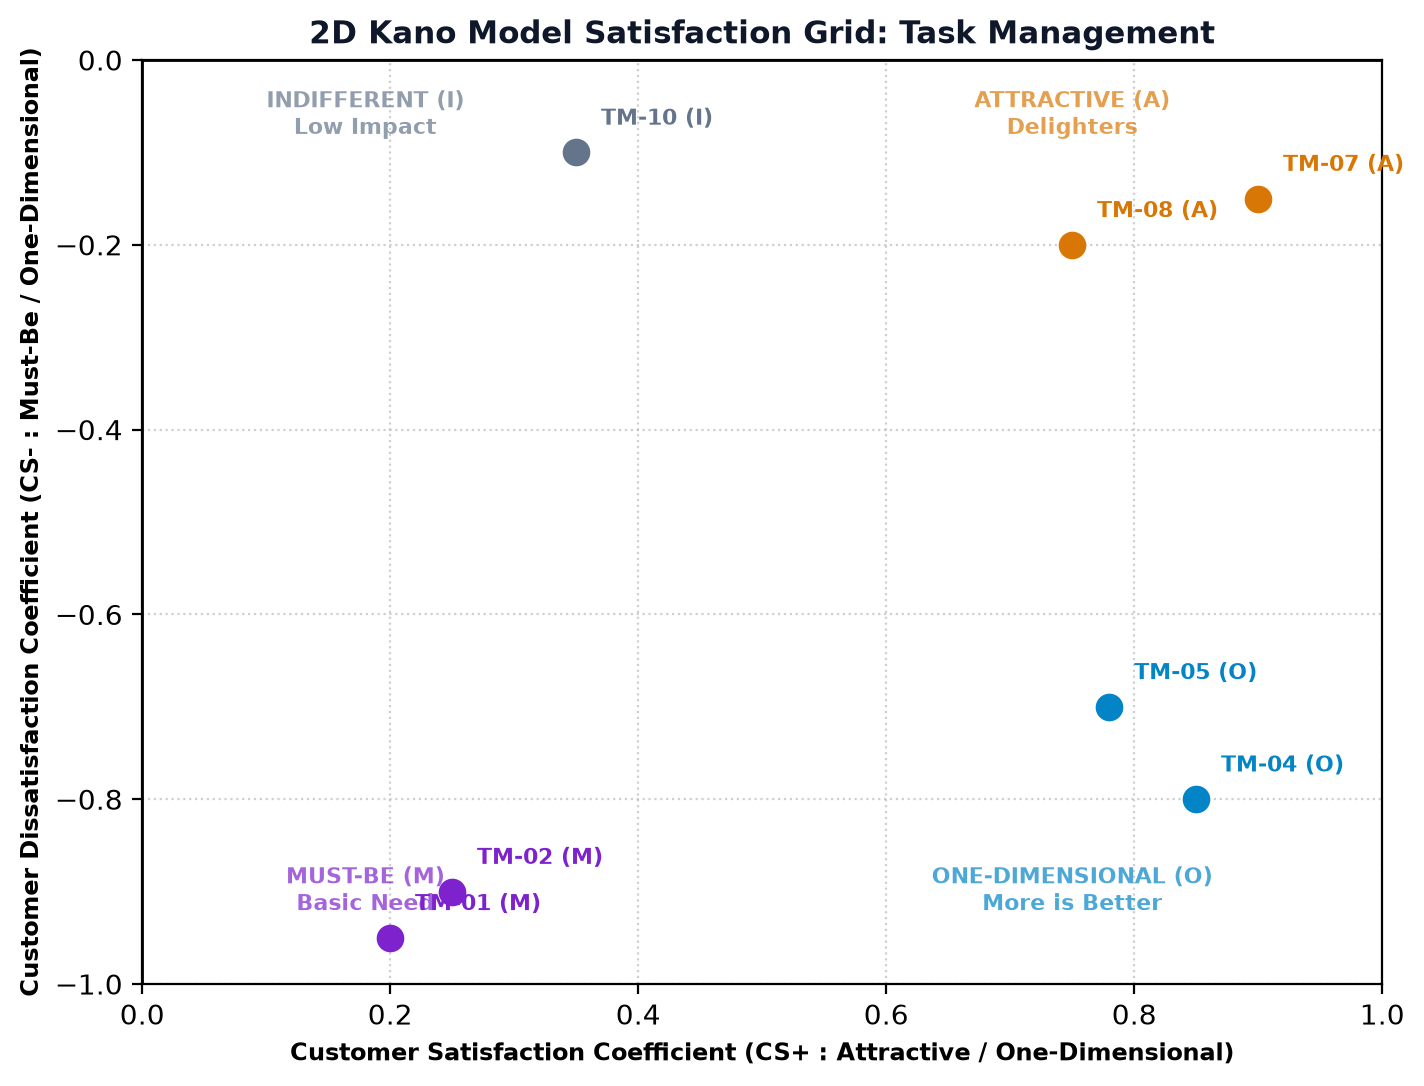 2D Kano Model Satisfaction Grid: Task Management
Customer Dissatisfaction Coefficient (CS- : Must-Be / One-Dimensional)
0.0
−0.2
−0.4
−0.6
−0.8
−1.0
INDIFFERENT (I)
Low Impact
TM-10 (I)
ATTRACTIVE (A)
Delighters
TM-07 (A)
TM-08 (A)
TM-05 (O)
TM-04 (O)
TM-02 (M)
MUST-BE (M)
Basic Need
TM-01 (M)
ONE-DIMENSIONAL (O)
More is Better
0.0 0.2 0.4 0.6 0.8 1.0
Customer Satisfaction Coefficient (CS+ : Attractive / One-Dimensional)